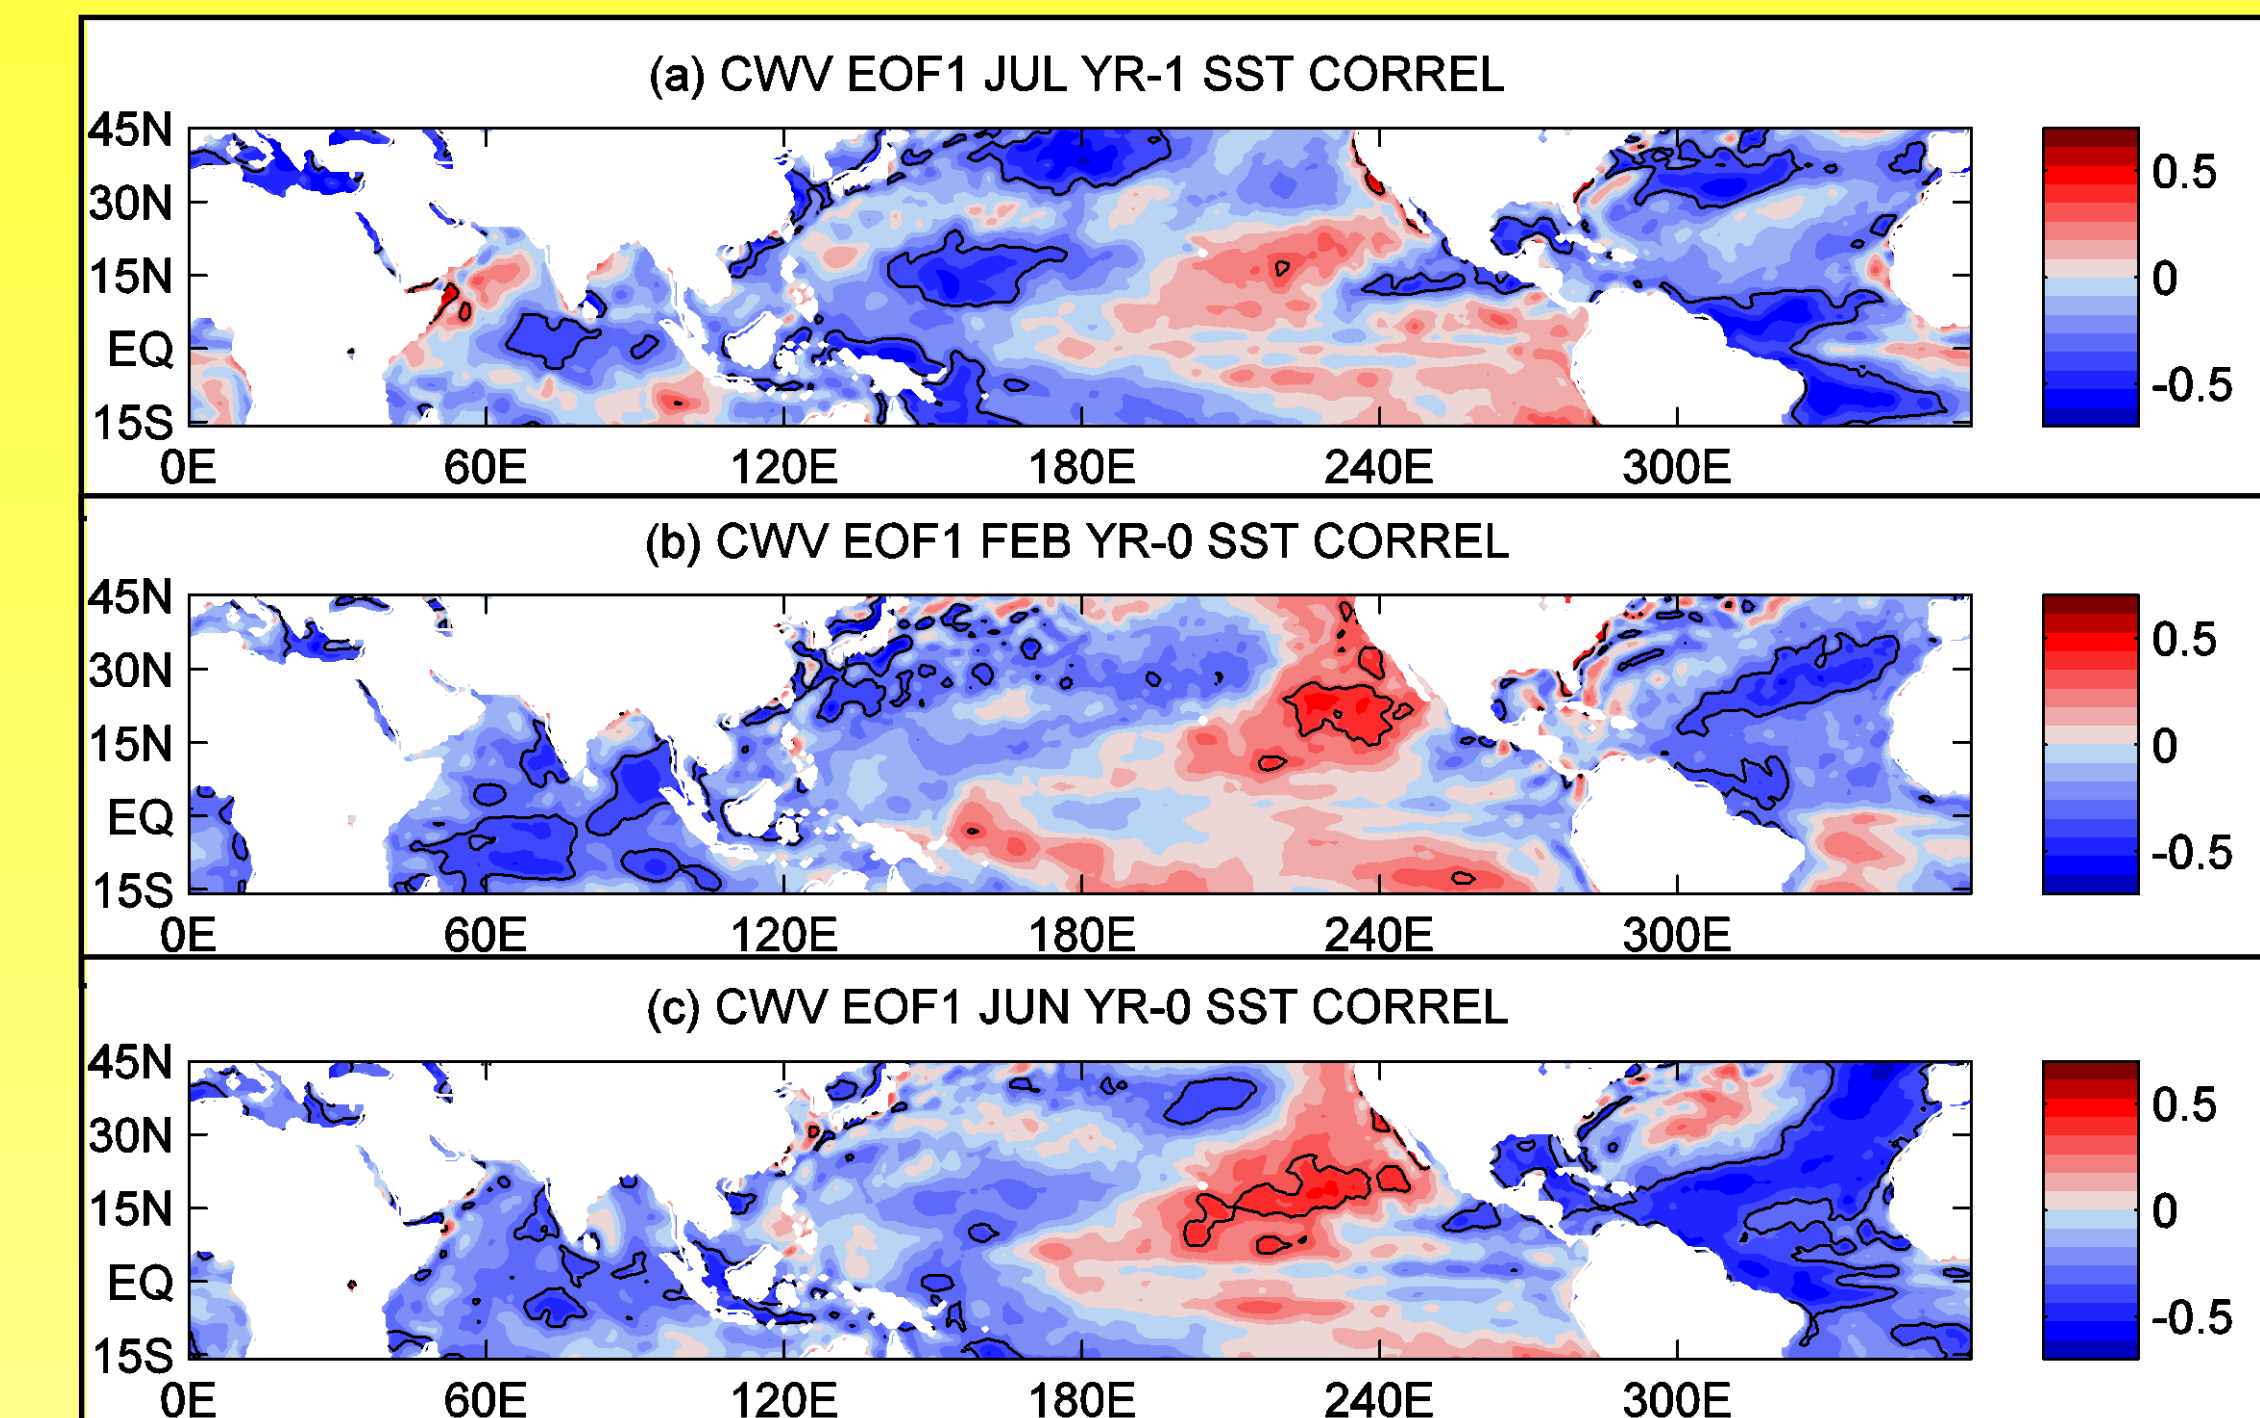 (a) CWV EOF1 JUL YR-1 SST CORREL
45N
30N
15N
EQ
15S
0E 60E 120E 180E 240E 300E
0.5
0
-0.5
(b) CWV EOF1 FEB YR-0 SST CORREL
45N
30N
15N
EQ
15S
0E 60E 120E 180E 240E 300E
0.5
0
-0.5
(c) CWV EOF1 JUN YR-0 SST CORREL
45N
30N
15N
EQ
15S
0E 60E 120E 180E 240E 300E
0.5
0
-0.5